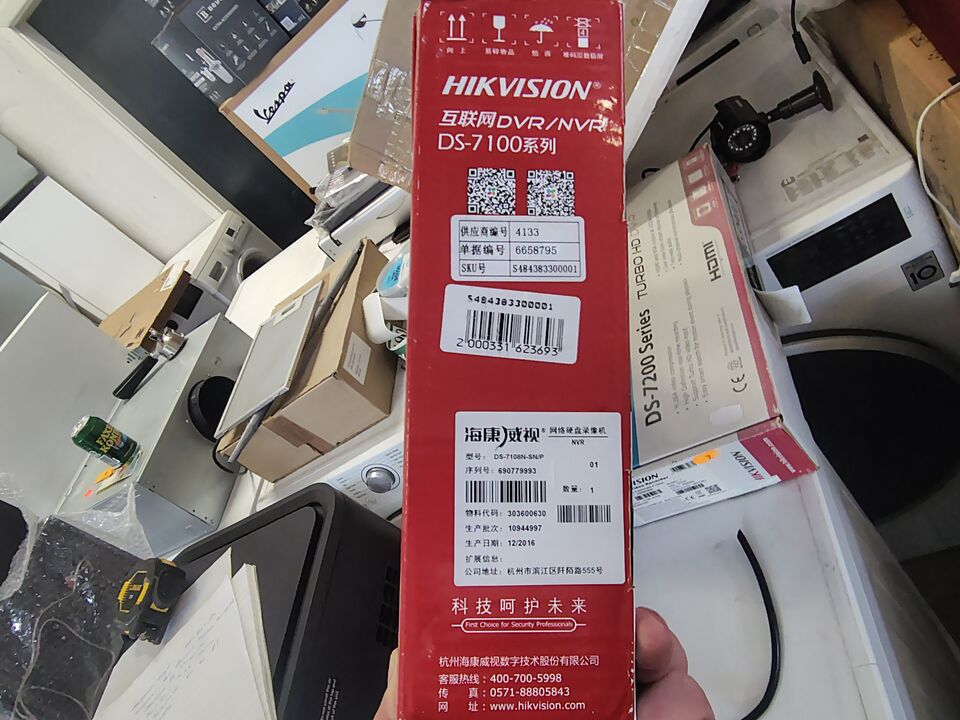 向上
易碎物品
怕雨
堆码层数极限
4
HIKVISION®
互联网DVR/NVR
DS-7100系列
供应商编号 4133
单据编号 6658795
SKU号 S484383300001
S484383300001
2 000331 623693
海康威视® 网络硬盘录像机
NVR
型号: DS-7108N-SN/P
序列号: 690779993
01
数量: 1
物料代码: 303600630
生产批次: 10944997
生产日期: 12/2016
扩展信息:
公司地址: 杭州市滨江区阡陌路555号
科技呵护未来
First Choice for Security Professionals
杭州海康威视数字技术股份有限公司
客服热线: 400-700-5998
传 真: 0571-88805843
网 址: www.hikvision.com
Vespa
DS-7200 Series TURBO HD DVR
HDMI
CE
HIKVISION